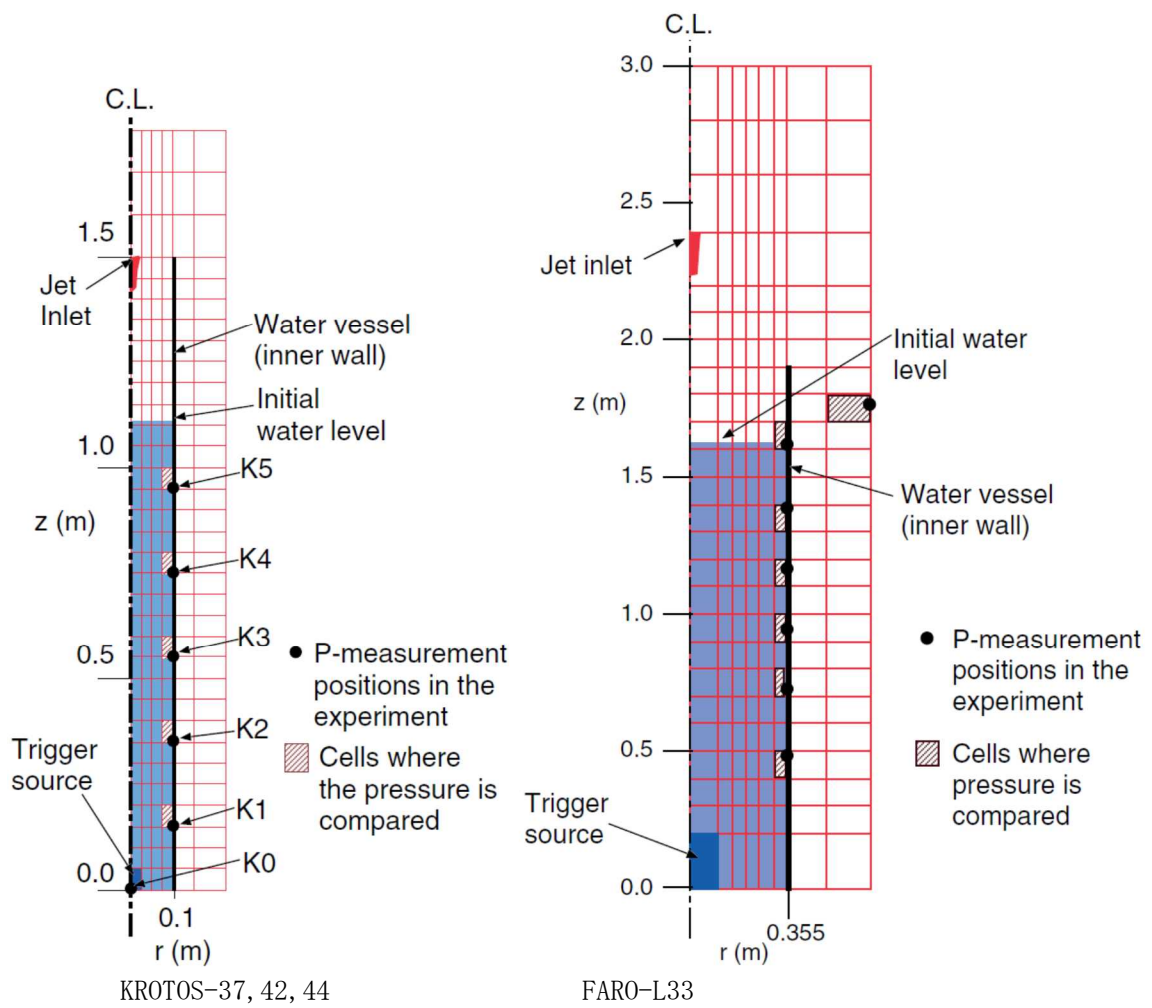 C.L.
1.5
Jet
Inlet
Water vessel
(inner wall)
Initial
water level
1.0
K5
z (m)
K4
K3
0.5
P-measurement
positions in the
experiment
K2
Trigger
source
Cells where
the pressure is
compared
K1
K0
0.0
0.1
r (m)
KROTOS-37, 42, 44
C.L.
3.0
2.5
Jet inlet
2.0
Initial water
level
z (m)
1.5
Water vessel
(inner wall)
1.0
P-measurement
positions in the
experiment
0.5
Cells where
pressure is
compared
Trigger
source
0.0
0.355
r (m)
FARO-L33